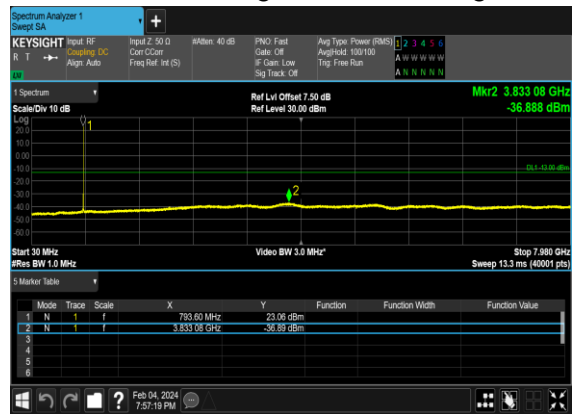 Spectrum Analyzer 1
Swept SA
+
KEYSIGHT Input: RF Input Z: 50 Ω #Atten: 40 dB PNO: Fast Avg Type: Power (RMS) 1 2 3 4 5 6
R T Coupling: DC Corr CCorr Gate: Off Avg|Hold: 100/100 A W W W W W
Align: Auto Freq Ref: Int (S) IF Gain: Low Trig: Free Run
Sig Track: Off A N N N N N
1 Spectrum Ref Lvl Offset 7.50 dB Mkr2 3.833 08 GHz
Scale/Div 10 dB Ref Level 30.00 dBm -36.888 dBm
Log
20.0 1
10.0
0.00
-10.0 DL1 -13.00 dBm
-20.0
-30.0 2
-40.0
-50.0
-60.0
Start 30 MHz Video BW 3.0 MHz* Stop 7.980 GHz
#Res BW 1.0 MHz Sweep 13.3 ms (40001 pts)
5 Marker Table
Mode Trace Scale X Y Function Function Width Function Value
1 N 1 f 793.60 MHz 23.06 dBm
2 N 1 f 3.833 08 GHz -36.89 dBm
3
4
5
6
? Feb 04, 2024
7:57:19 PM